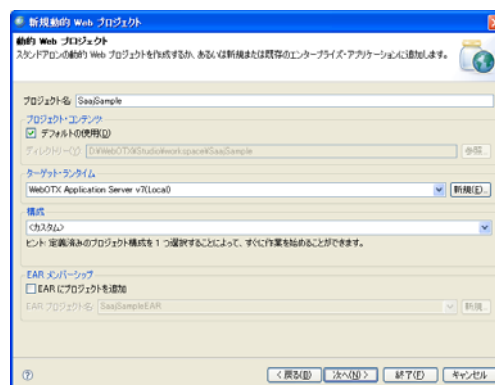 新規動的 Web プロジェクト
動的 Web プロジェクト
スタンドアロンの動的 Web プロジェクトを作成するか、あるいは新規または既存のエンタープライズ・アプリケーションに追加します。
プロジェクト名: SaajSample
プロジェクト・コンテンツ
デフォルトの使用(D)
ディレクトリー(Y) D:¥WebOTX¥Studio¥workspace¥SaajSample 参照...
ターゲット・ランタイム
WebOTX Application Server v7(Local) 新規(E)...
構成
<カスタム>
ヒント: 定義済みのプロジェクト構成を 1 つ選択することによって、すぐに作業を始めることができます。
EAR メンバーシップ
EAR にプロジェクトを追加
EAR プロジェクト名: SaajSampleEAR 新規...
< 戻る(B) 次へ(N) > 終了(F) キャンセル